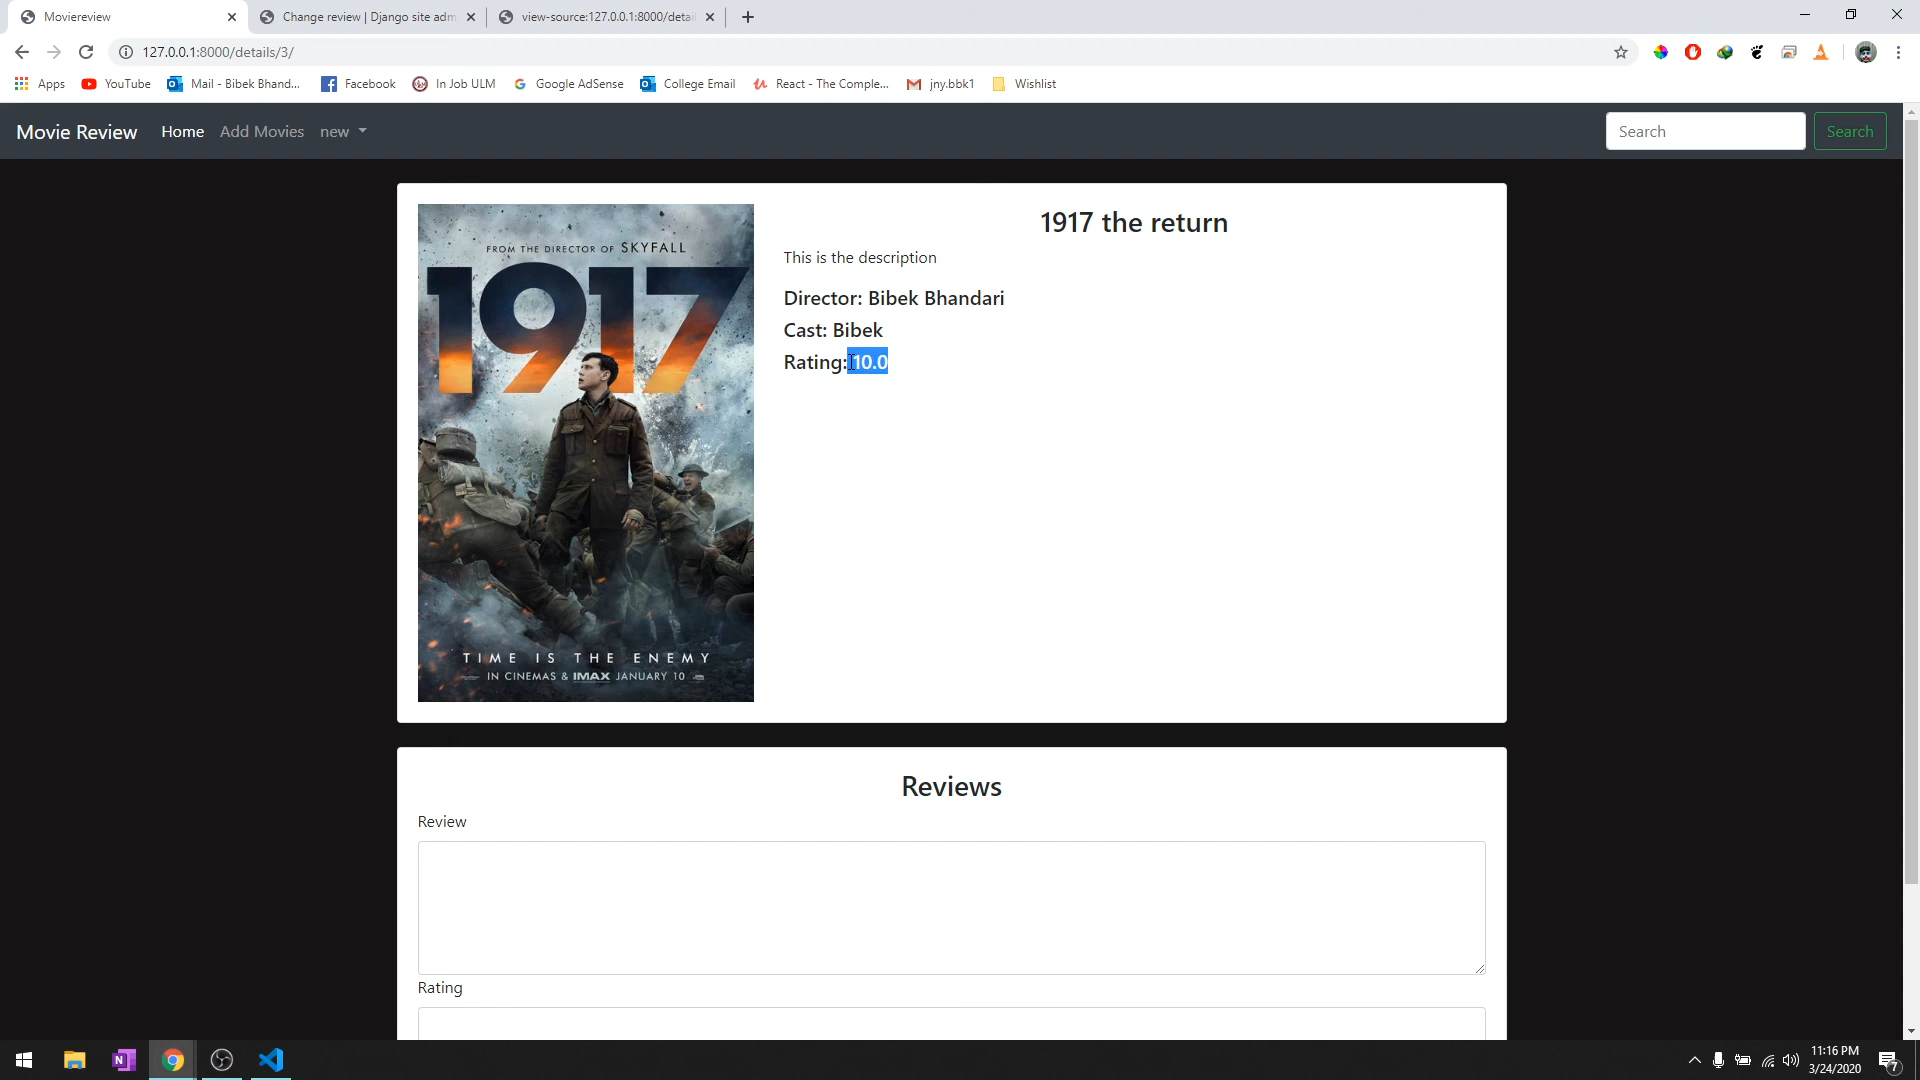 Moviereview
Change review | Django site adm
view-source:127.0.0.1:8000/detai
127.0.0.1:8000/details/3/
Apps
YouTube
Mail - Bibek Bhand...
Facebook
In Job ULM
Google AdSense
College Email
React - The Comple...
jny.bbk1
Wishlist
Movie Review
Home
Add Movies
new
Search
Search
FROM THE DIRECTOR OF SKYFALL
1917
TIME IS THE ENEMY
IN CINEMAS & IMAX JANUARY 10
1917 the return
This is the description
Director: Bibek Bhandari
Cast: Bibek
Rating: 10.0
Reviews
Review
Rating
11:16 PM
3/24/2020
7